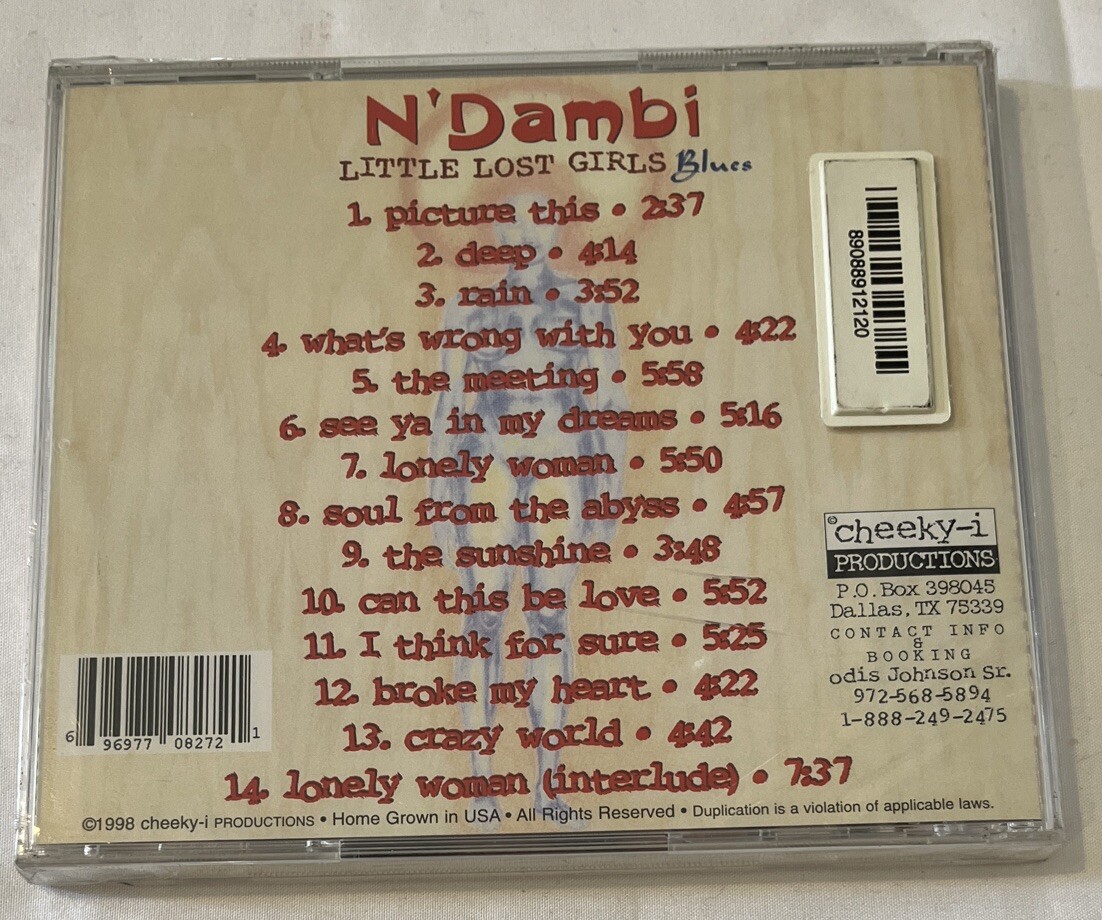 N'Dambi
LITTLE LOST GIRLS Blues
1. picture this • 2:37
2. deep • 4:14
3. rain • 3:52
4. what's wrong with you • 4:22
5. the meeting • 5:58
6. see ya in my dreams • 5:16
7. lonely woman • 5:50
8. soul from the abyss • 4:57
9. the sunshine • 3:48
10. can this be love • 5:52
11. I think for sure • 5:25
12. broke my heart • 4:22
13. crazy world • 4:42
14. lonely woman (interlude) • 7:37
©1998 cheeky-i PRODUCTIONS • Home Grown in USA • All Rights Reserved • Duplication is a violation of applicable laws.
89088912120
© cheeky-i
PRODUCTIONS
P.O. Box 398045
Dallas, TX 75339
CONTACT INFO
&
BOOKING
odis Johnson Sr.
972-568-5894
1-888-249-2475
6 96977 08272 1